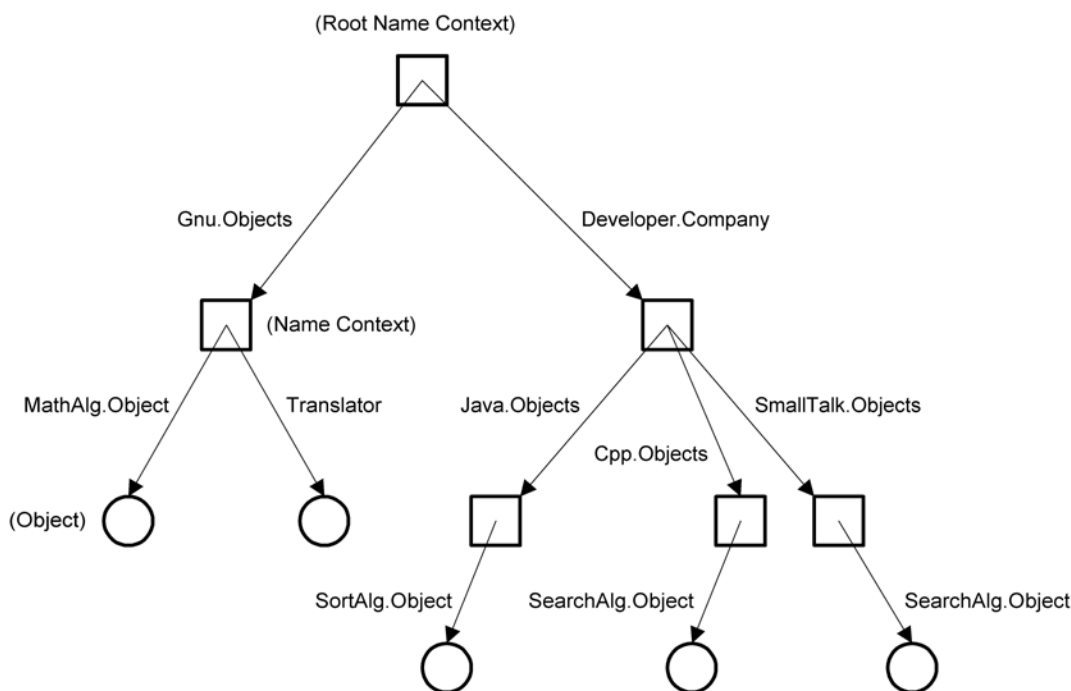 (Root Name Context)
Gnu.Objects
Developer.Company
(Name Context)
MathAlg.Object
Translator
Java.Objects
SmallTalk.Objects
Cpp.Objects
(Object)
SortAlg.Object
SearchAlg.Object
SearchAlg.Object